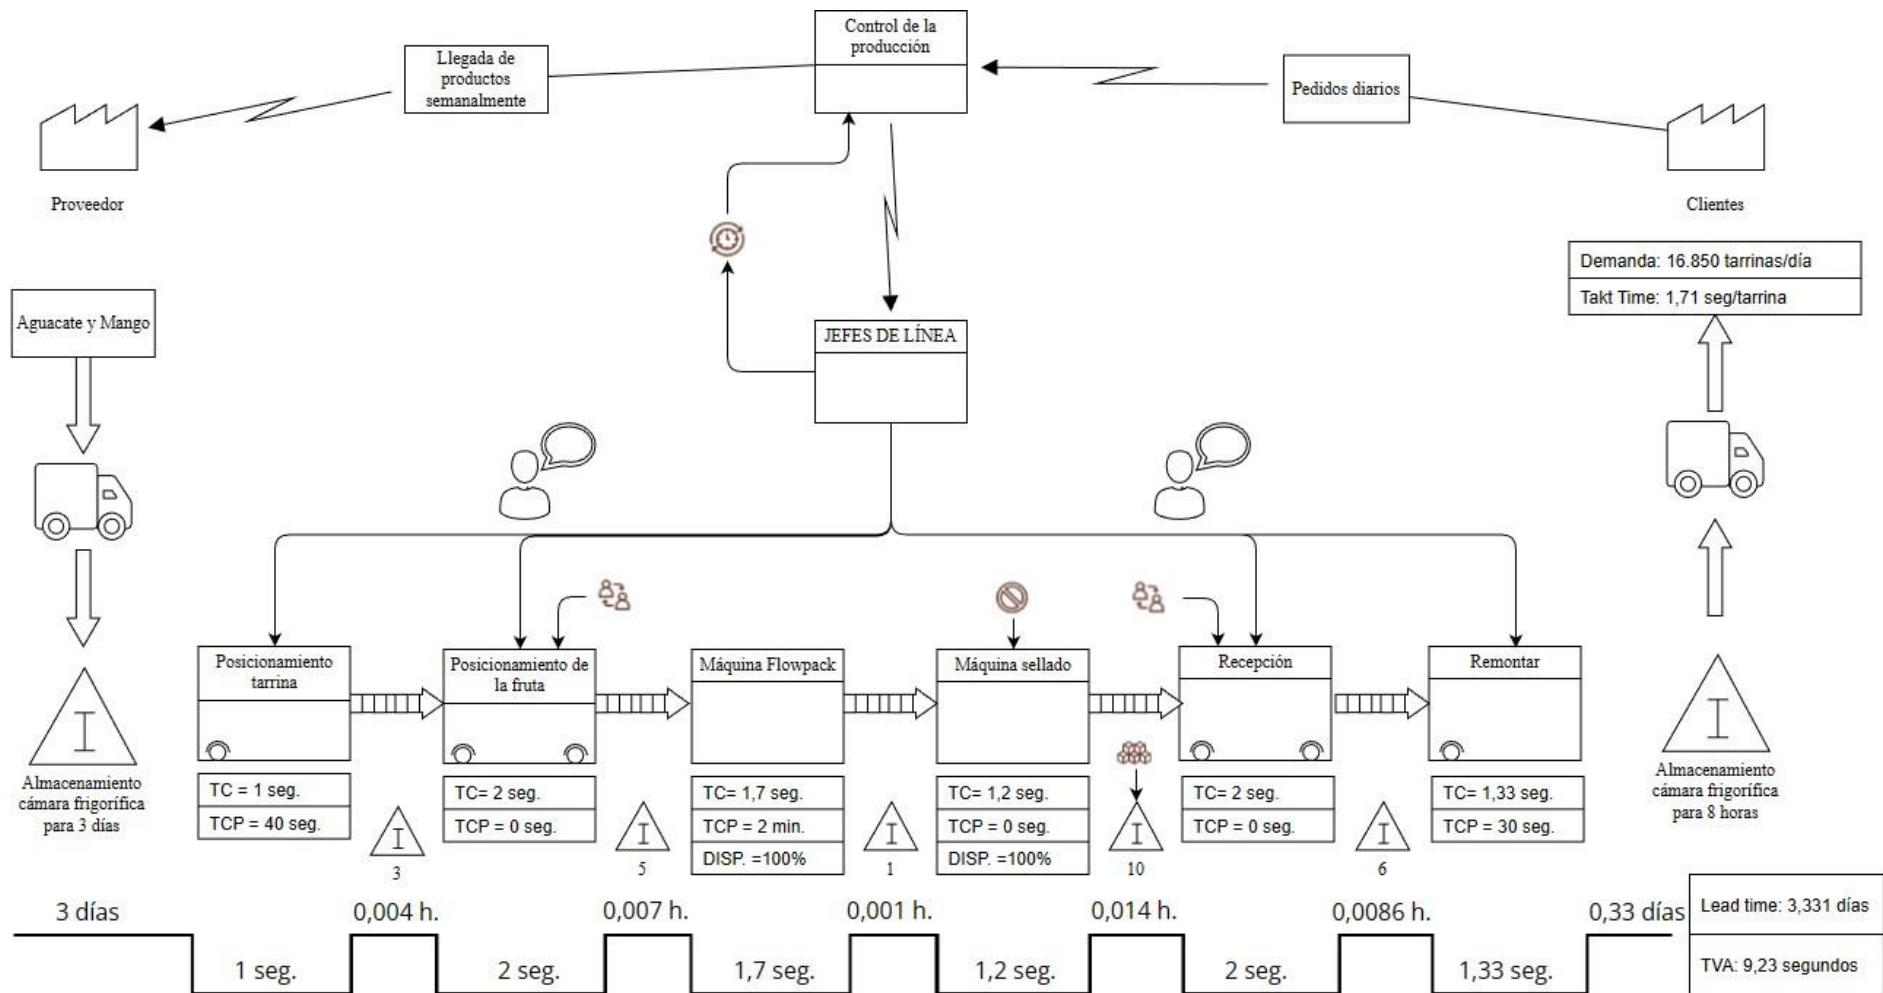 Control de la
producción
Llegada de
productos
semanalmente
Pedidos diarios
Proveedor
Clientes
Demanda: 16.850 tarrinas/día
Takt Time: 1,71 seg/tarrina
Aguacate y Mango
JEFES DE LÍNEA
Posicionamiento
tarrina
Posicionamiento de
la fruta
Máquina Flowpack
Máquina sellado
Recepción
Remontar
I
Almacenamiento
cámara frigorífica
para 3 días
TC = 1 seg.
TCP = 40 seg.
I
3
TC= 2 seg.
TCP = 0 seg.
I
5
TC= 1,7 seg.
TCP = 2 min.
DISP. =100%
I
1
TC= 1,2 seg.
TCP = 0 seg.
DISP. =100%
I
10
TC= 2 seg.
TCP = 0 seg.
I
6
TC= 1,33 seg.
TCP = 30 seg.
I
Almacenamiento
cámara frigorífica
para 8 horas
3 días
0,004 h.
0,007 h.
0,001 h.
0,014 h.
0,0086 h.
0,33 días
Lead time: 3,331 días
1 seg.
2 seg.
1,7 seg.
1,2 seg.
2 seg.
1,33 seg.
TVA: 9,23 segundos